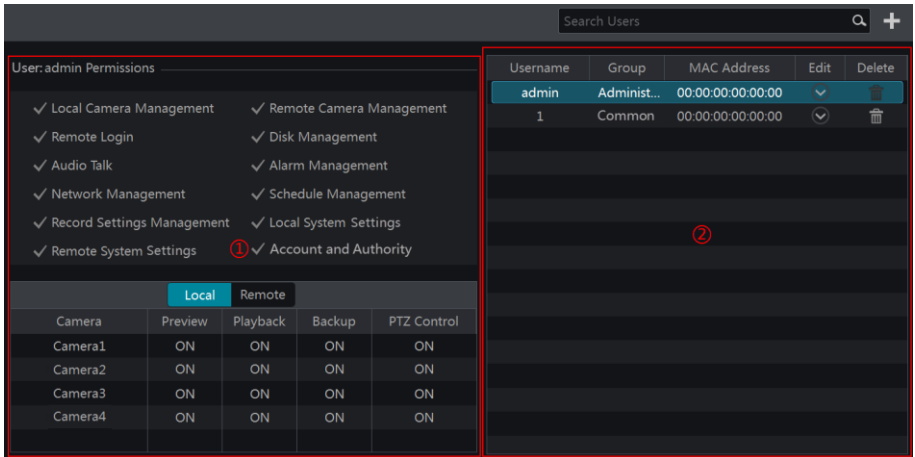 Search Users
User:admin Permissions
Local Camera Management Remote Camera Management
Remote Login Disk Management
Audio Talk Alarm Management
Network Management Schedule Management
Record Settings Management Local System Settings
Remote System Settings ① Account and Authority
Local Remote
Camera Preview Playback Backup PTZ Control
Camera1 ON ON ON ON
Camera2 ON ON ON ON
Camera3 ON ON ON ON
Camera4 ON ON ON ON
Username Group MAC Address Edit Delete
admin Administ... 00:00:00:00:00:00
1 Common 00:00:00:00:00:00
②